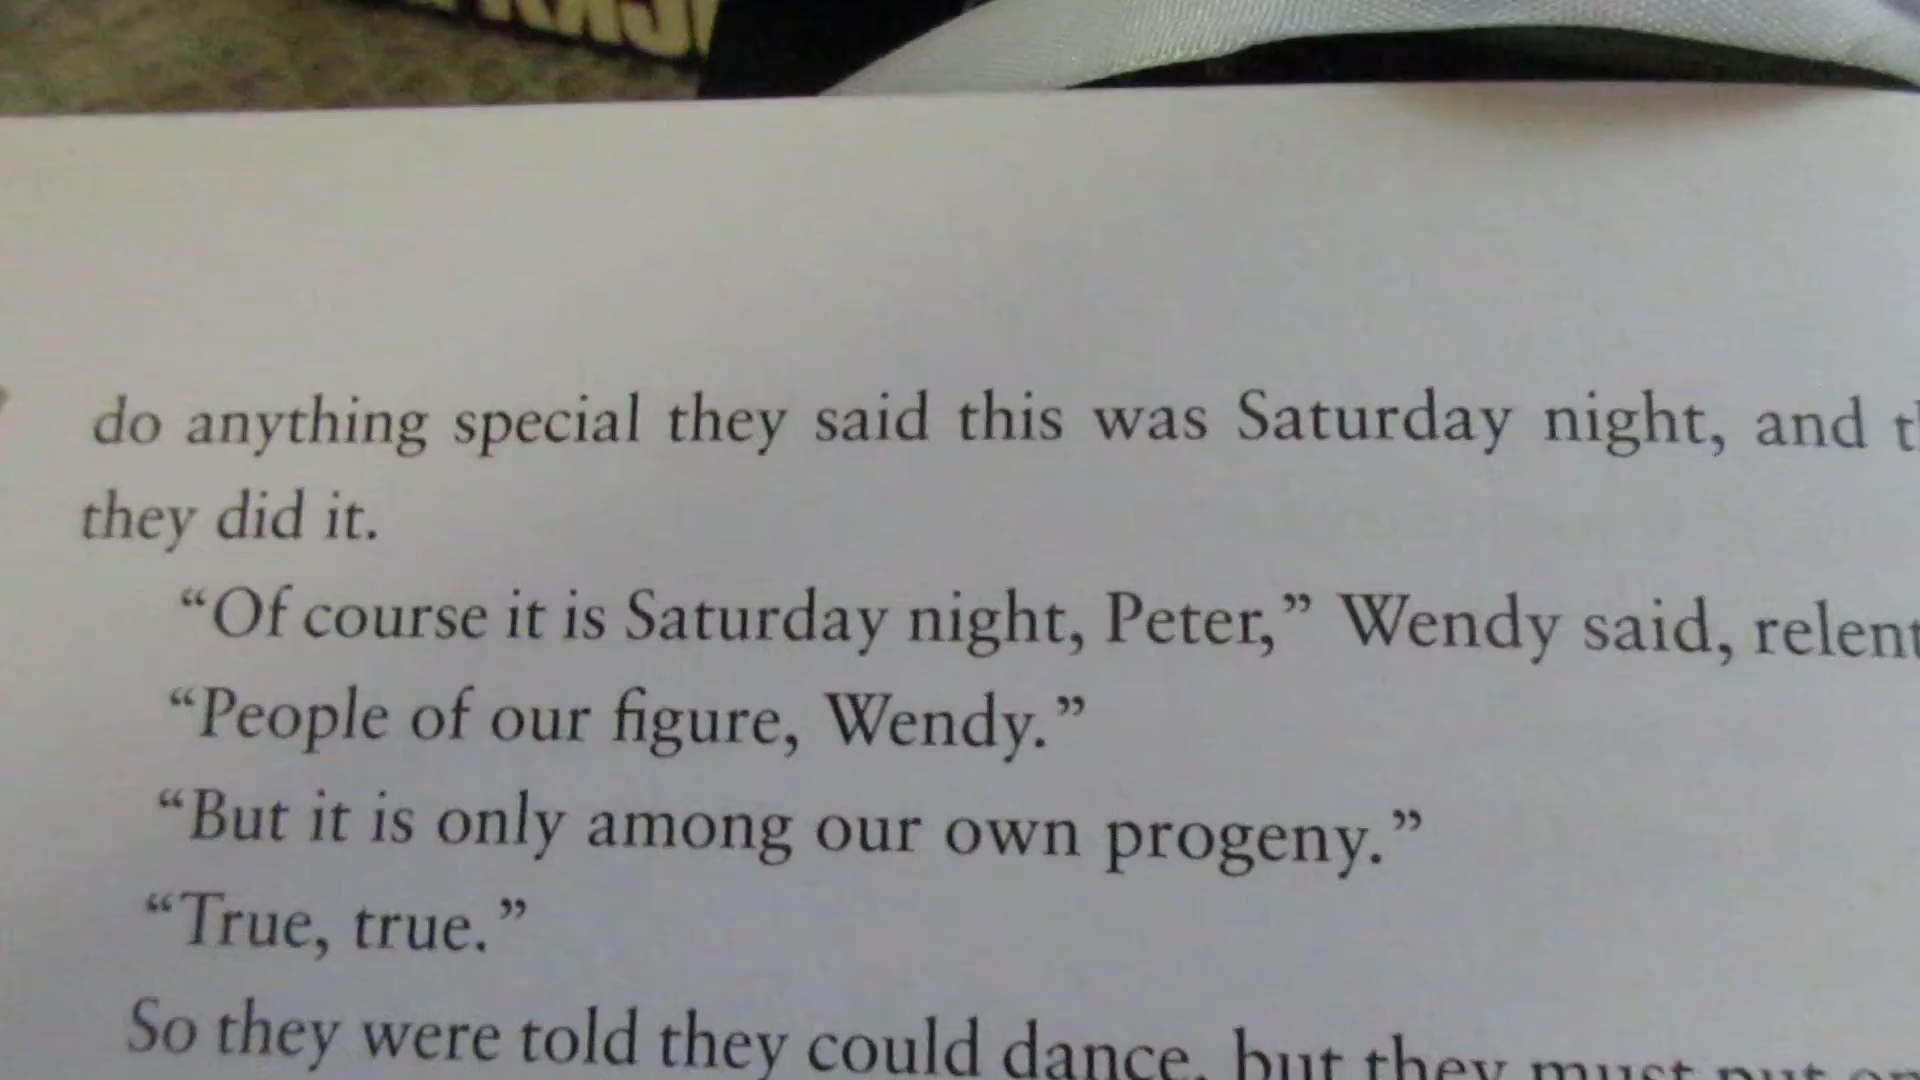 do anything special they said this was Saturday night, and
they did it.
“Of course it is Saturday night, Peter,” Wendy said,
“People of our figure, Wendy.”
“But it is only among our own progeny.”
“True, true.”
So they were told they could dance, but they must put on